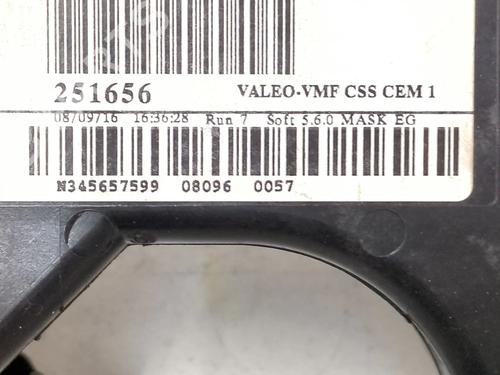 251656 VALEO-VMF CSS CEM 1
08/09/16 16:36:28 Run 7 Soft 5.6.0 MASK EG
N345657599 08096 0057